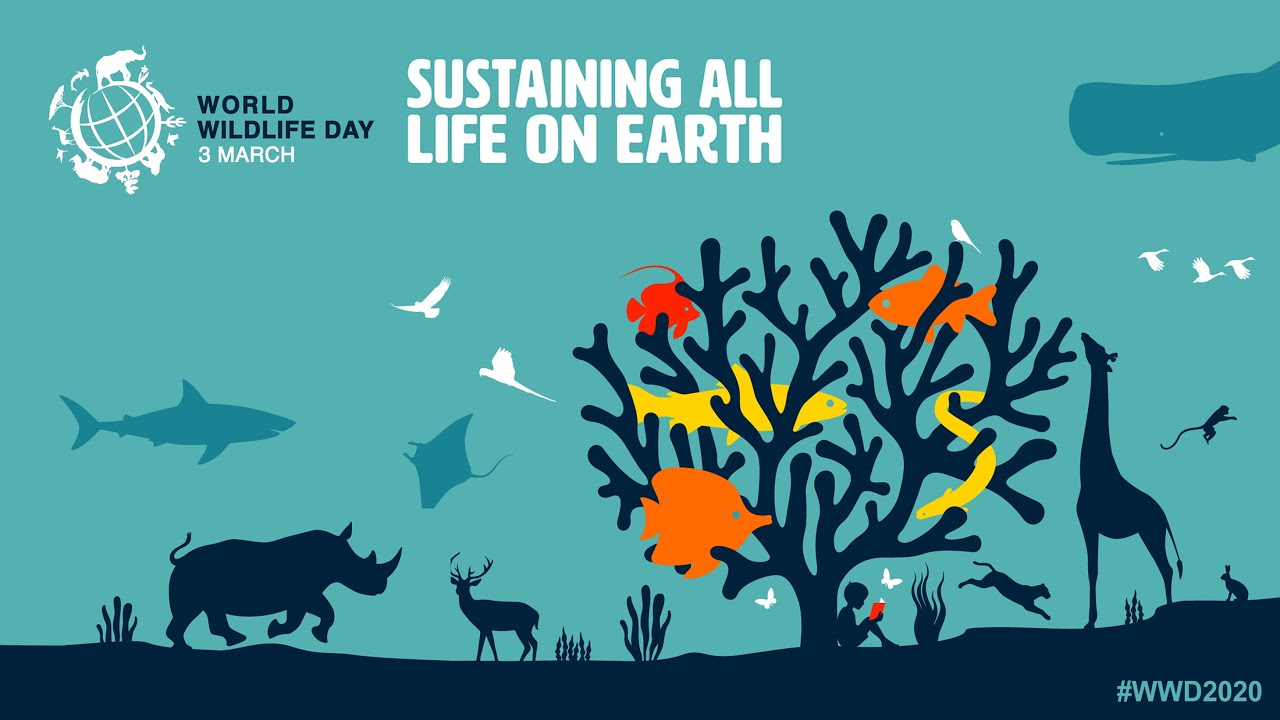 WORLD
WILDLIFE DAY
3 MARCH
SUSTAINING ALL
LIFE ON EARTH
#WWD2020